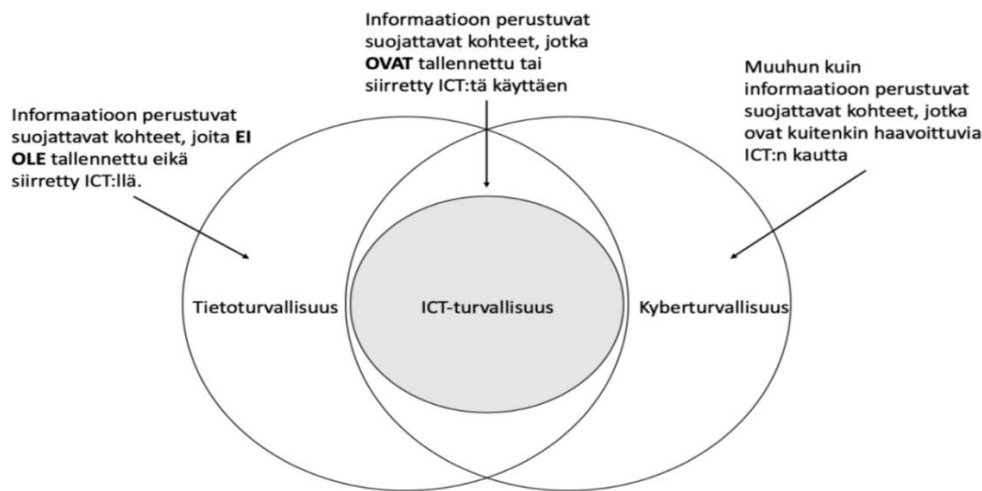 Informaatioon perustuvat
suojattavat kohteet, jotka
OVAT tallennettu tai
siirretty ICT:tä käyttäen
Muuhun kuin
informaatioon perustuvat
suojattavat kohteet, jotka
ovat kuitenkin haavoittuvia
ICT:n kautta
Informaatioon perustuvat
suojattavat kohteet, joita EI
OLE tallennettu eikä
siirretty ICT:llä.
Tietoturvallisuus
ICT-turvallisuus
Kyberturvallisuus